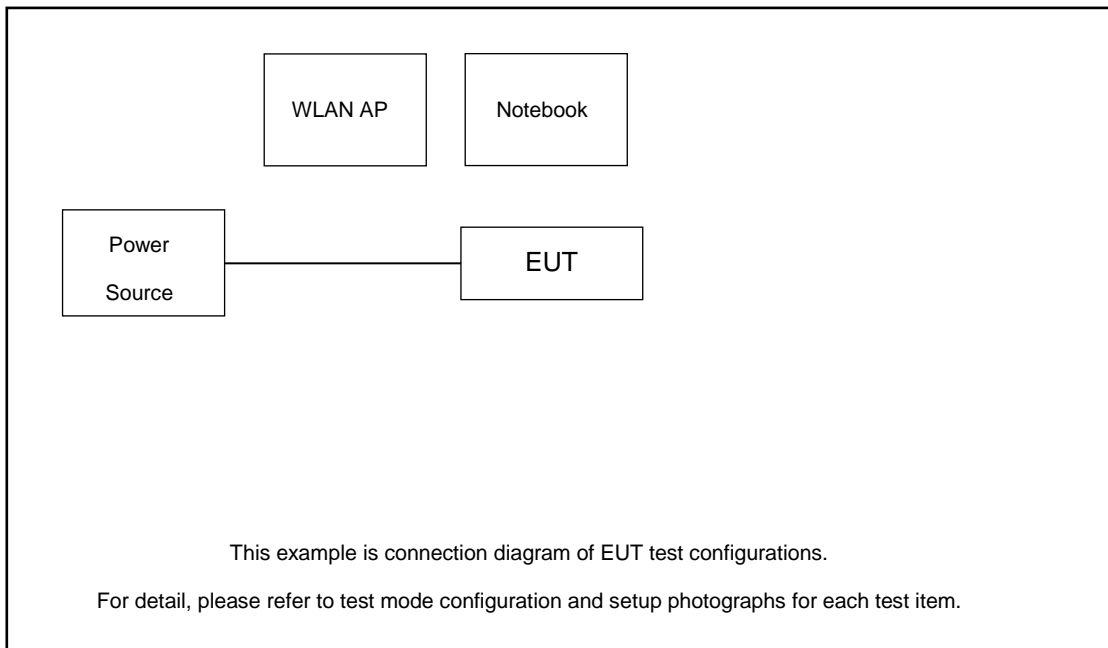 WLAN AP
Notebook
Power
Source
EUT
This example is connection diagram of EUT test configurations.
For detail, please refer to test mode configuration and setup photographs for each test item.